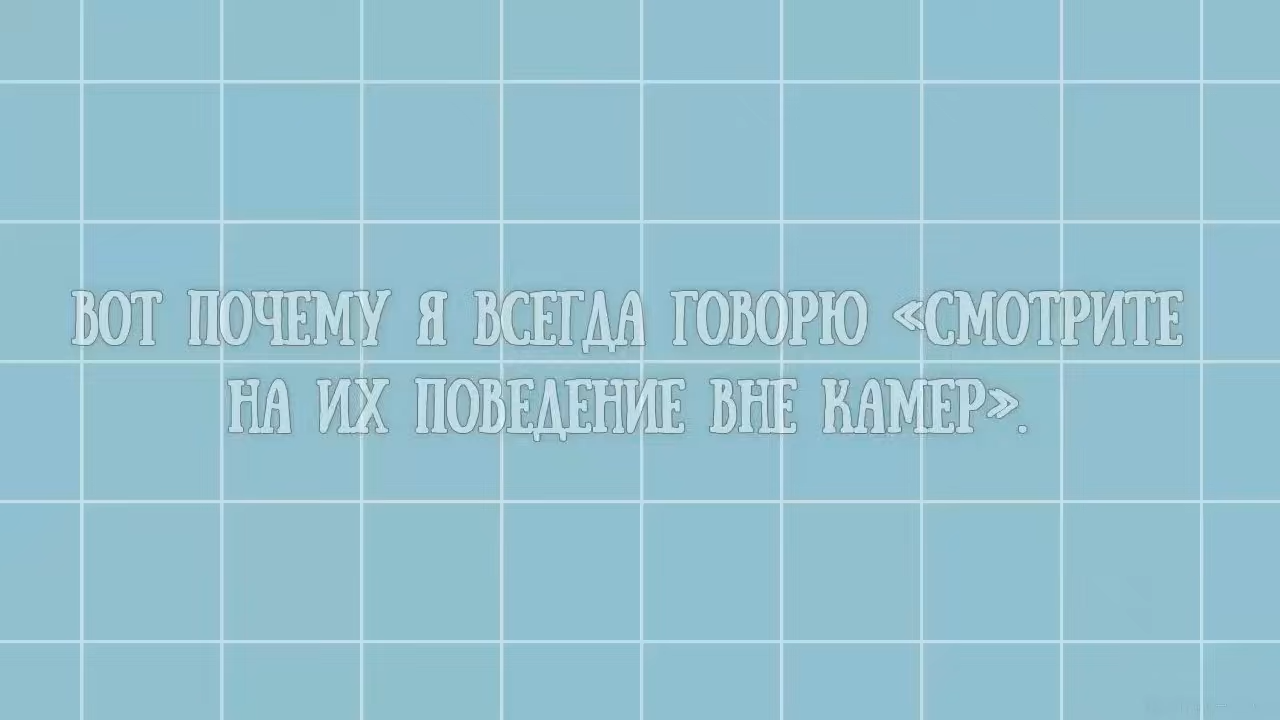 ВОТ ПОЧЕМУ Я ВСЕГДА ГОВОРЮ «СМОТРИТЕ
НА ИХ ПОВЕДЕНИЕ ВНЕ КАМЕР».